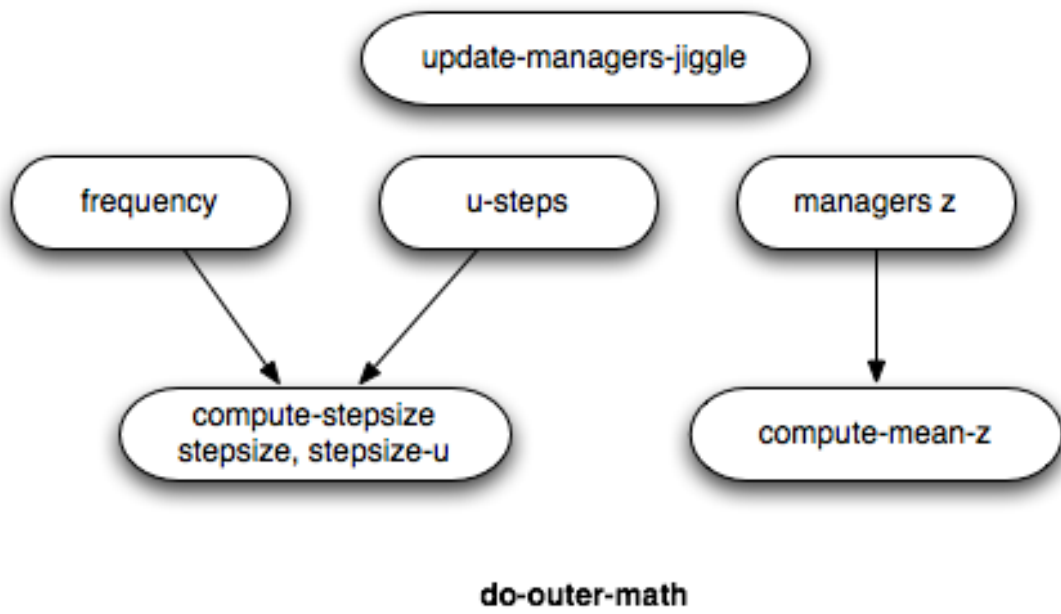 update-managers-jiggle
frequency
u-steps
managers z
compute-stepsize
stepsize, stepsize-u
compute-mean-z
do-outer-math